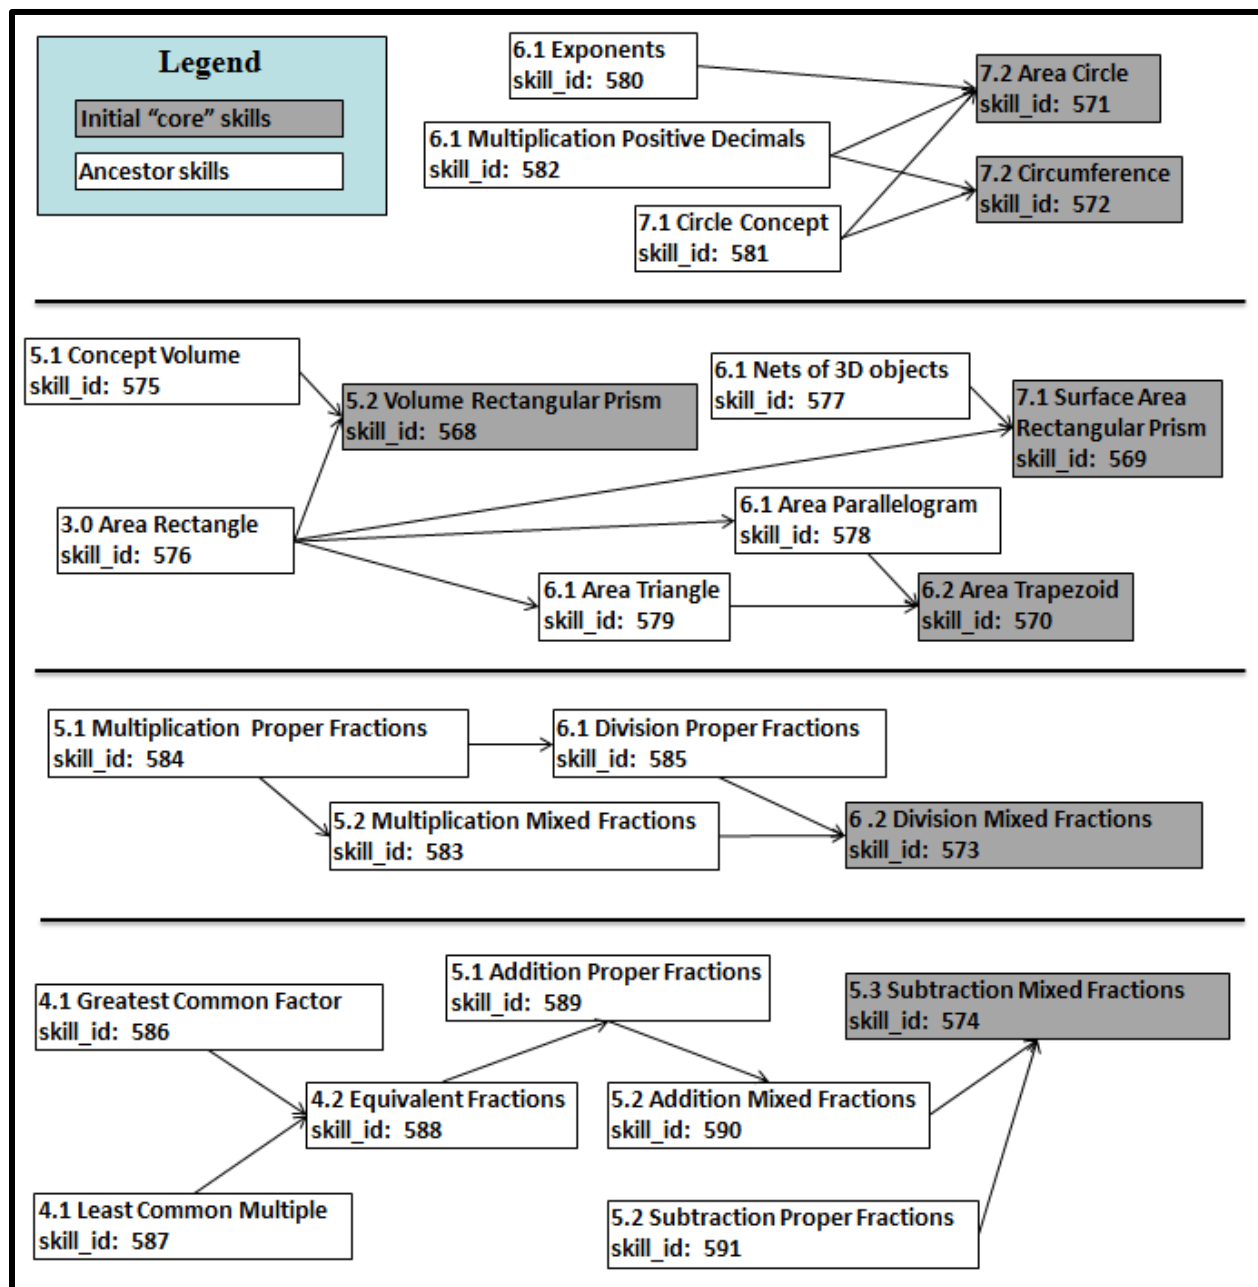 Legend
Initial “core” skills
Ancestor skills
6.1 Exponents
skill_id:  580
7.2 Area Circle
skill_id:  571
6.1 Multiplication Positive Decimals
skill_id:  582
7.2 Circumference
skill_id:  572
7.1 Circle Concept
skill_id:  581
5.1 Concept Volume
skill_id:  575
5.2 Volume Rectangular Prism
skill_id:  568
6.1 Nets of 3D objects
skill_id:  577
7.1 Surface Area
Rectangular Prism
skill_id:  569
3.0 Area Rectangle
skill_id:  576
6.1 Area Parallelogram
skill_id:  578
6.1 Area Triangle
skill_id:  579
6.2 Area Trapezoid
skill_id:  570
5.1 Multiplication  Proper Fractions
skill_id:  584
6.1 Division Proper Fractions
skill_id:  585
5.2 Multiplication Mixed Fractions
skill_id:  583
6 .2 Division Mixed Fractions
skill_id:  573
4.1 Greatest Common Factor
skill_id:  586
5.1 Addition Proper Fractions
skill_id:  589
5.3 Subtraction Mixed Fractions
skill_id:  574
4.2 Equivalent Fractions
skill_id:  588
5.2 Addition Mixed Fractions
skill_id:  590
4.1 Least Common Multiple
skill_id:  587
5.2 Subtraction Proper Fractions
skill_id:  591